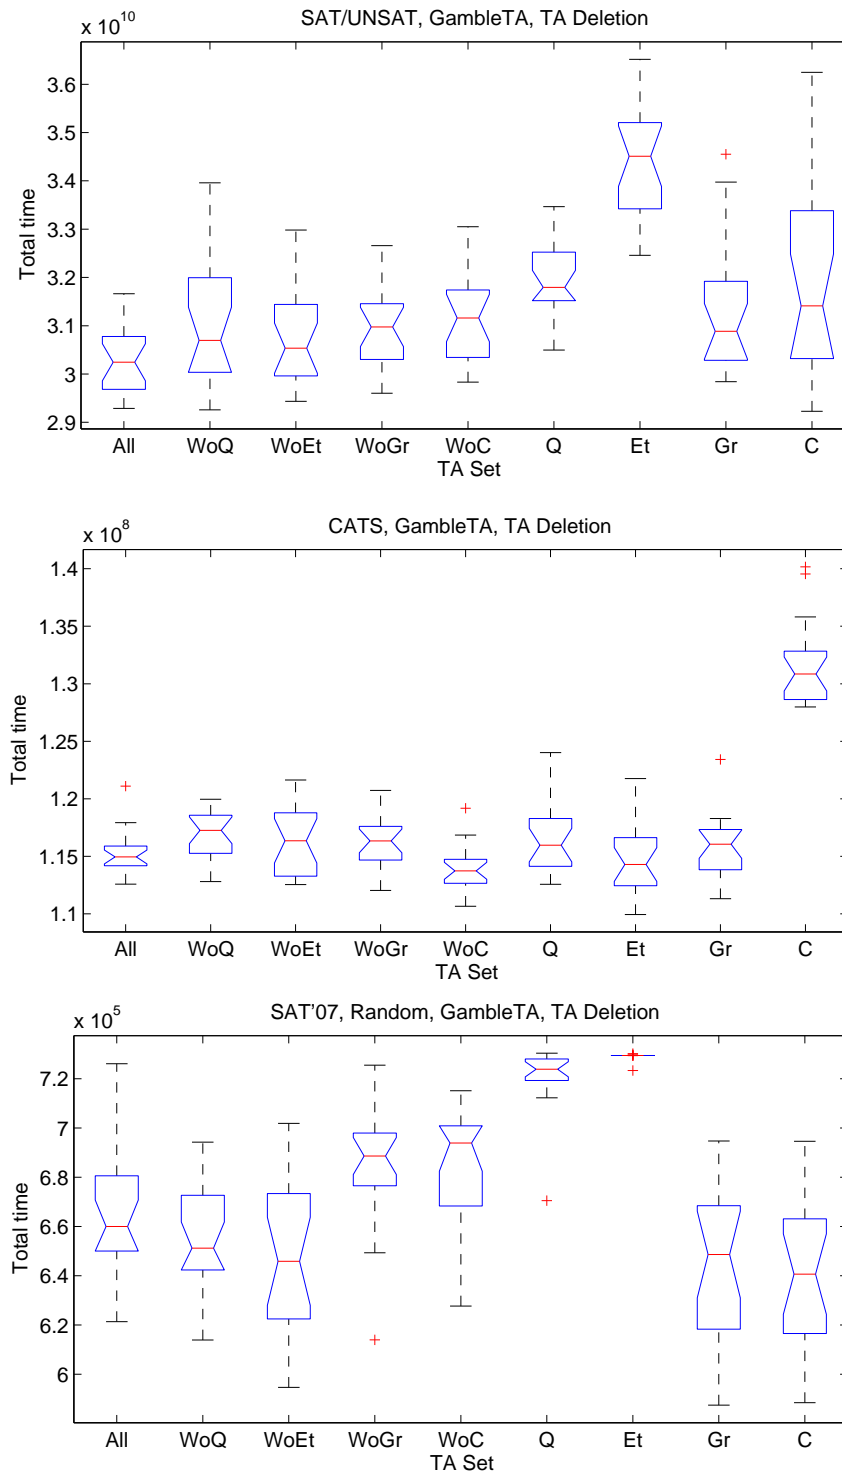 SAT/UNSAT, GambleTA, TA Deletion
x 10^10
3.6
3.5
3.4
3.3
3.2
3.1
3
2.9
Total time
All WoQ WoEt WoGr WoC Q Et Gr C
TA Set
CATS, GambleTA, TA Deletion
x 10^8
1.4
1.35
1.3
1.25
1.2
1.15
1.1
Total time
All WoQ WoEt WoGr WoC Q Et Gr C
TA Set
SAT'07, Random, GambleTA, TA Deletion
x 10^5
7.2
7
6.8
6.6
6.4
6.2
6
Total time
All WoQ WoEt WoGr WoC Q Et Gr C
TA Set